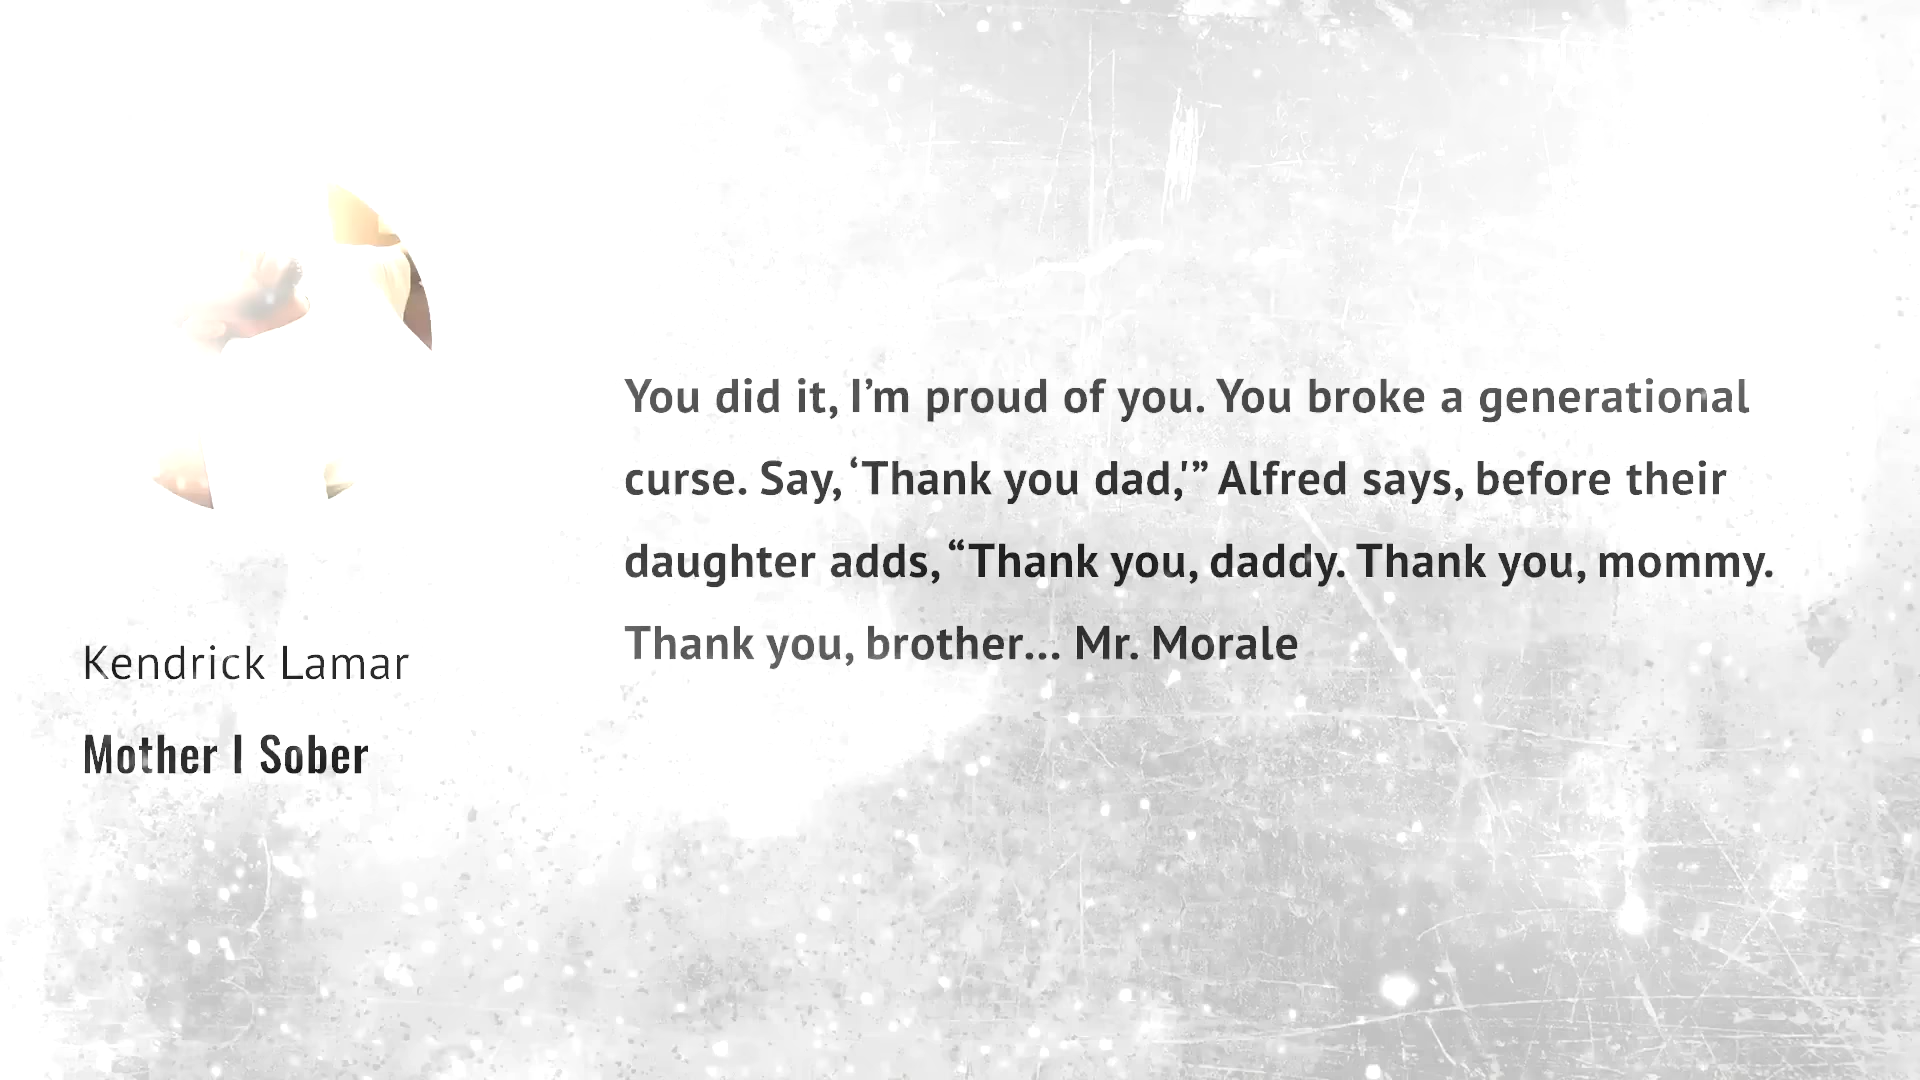 You did it, I’m proud of you. You broke a generational
curse. Say, ‘Thank you dad,'” Alfred says, before their
daughter adds, “Thank you, daddy. Thank you, mommy.
Thank you, brother… Mr. Morale
Kendrick Lamar
Mother I Sober